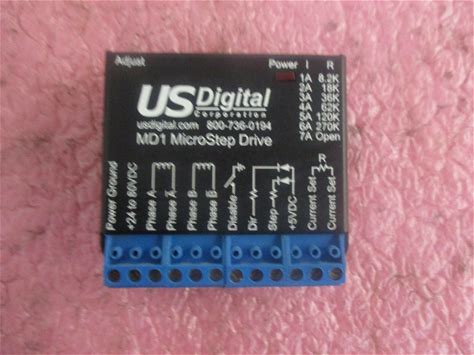 Adjust
Power I R
1A 8.2K
2A 18K
3A 36K
4A 62K
5A 120K
6A 270K
7A Open
US Digital
Corporation
usdigital.com 800-736-0194
MD1 MicroStep Drive
R
Power Ground
+24 to 80VDC
Phase A
Phase A
Phase B
Phase B
Disable
Dir
Step
+5VDC
Current Set
Current Set